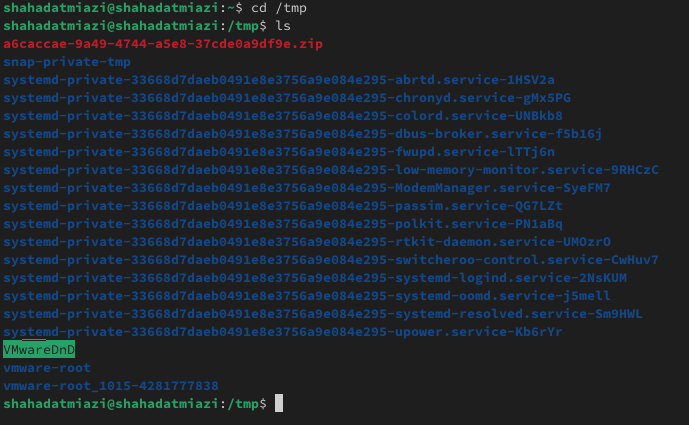 shahadatmiazi@shahadatmiazi:~$ cd /tmp
shahadatmiazi@shahadatmiazi:/tmp$ ls
a6caccae-9a49-4744-a5e8-37cde0a9df9e.zip
snap-private-tmp
systemd-private-33668d7daeb0491e8e3756a9e084e295-abrtd.service-1HSV2a
systemd-private-33668d7daeb0491e8e3756a9e084e295-chronyd.service-gMx5PG
systemd-private-33668d7daeb0491e8e3756a9e084e295-colord.service-UNBkb8
systemd-private-33668d7daeb0491e8e3756a9e084e295-dbus-broker.service-f5b16j
systemd-private-33668d7daeb0491e8e3756a9e084e295-fwupd.service-lTTj6n
systemd-private-33668d7daeb0491e8e3756a9e084e295-low-memory-monitor.service-9RHCzC
systemd-private-33668d7daeb0491e8e3756a9e084e295-ModemManager.service-SyeFM7
systemd-private-33668d7daeb0491e8e3756a9e084e295-passim.service-QG7LZt
systemd-private-33668d7daeb0491e8e3756a9e084e295-polkit.service-PN1aBq
systemd-private-33668d7daeb0491e8e3756a9e084e295-rtkit-daemon.service-UMOzrO
systemd-private-33668d7daeb0491e8e3756a9e084e295-switcheroo-control.service-CwHuv7
systemd-private-33668d7daeb0491e8e3756a9e084e295-systemd-logind.service-2NsKUM
systemd-private-33668d7daeb0491e8e3756a9e084e295-systemd-oomd.service-j5mell
systemd-private-33668d7daeb0491e8e3756a9e084e295-systemd-resolved.service-Sm9HWL
systemd-private-33668d7daeb0491e8e3756a9e084e295-upower.service-Kb6rYr
VMwareDnD
vmware-root
vmware-root_1015-4281777838
shahadatmiazi@shahadatmiazi:/tmp$